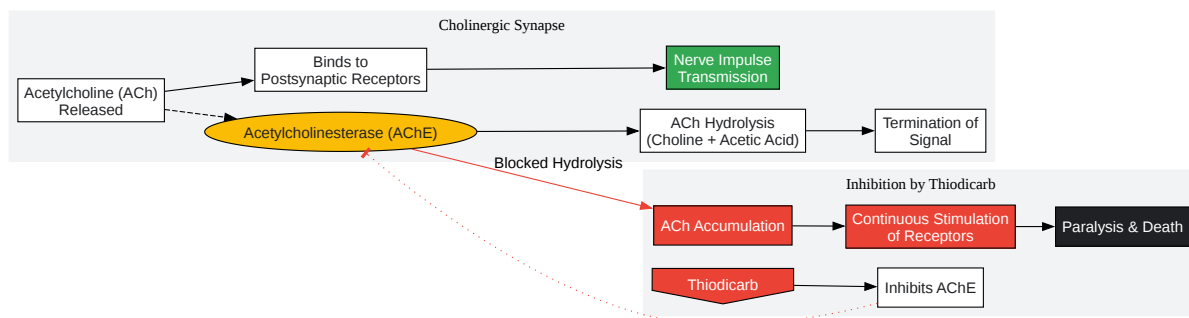 Cholinergic Synapse
Acetylcholine (ACh)
Released
Binds to
Postsynaptic Receptors
Nerve Impulse
Transmission
Acetylcholinesterase (AChE)
ACh Hydrolysis
(Choline + Acetic Acid)
Termination of
Signal
Blocked Hydrolysis
Inhibition by Thiodicarb
ACh Accumulation
Continuous Stimulation
of Receptors
Paralysis & Death
Thiodicarb
Inhibits AChE